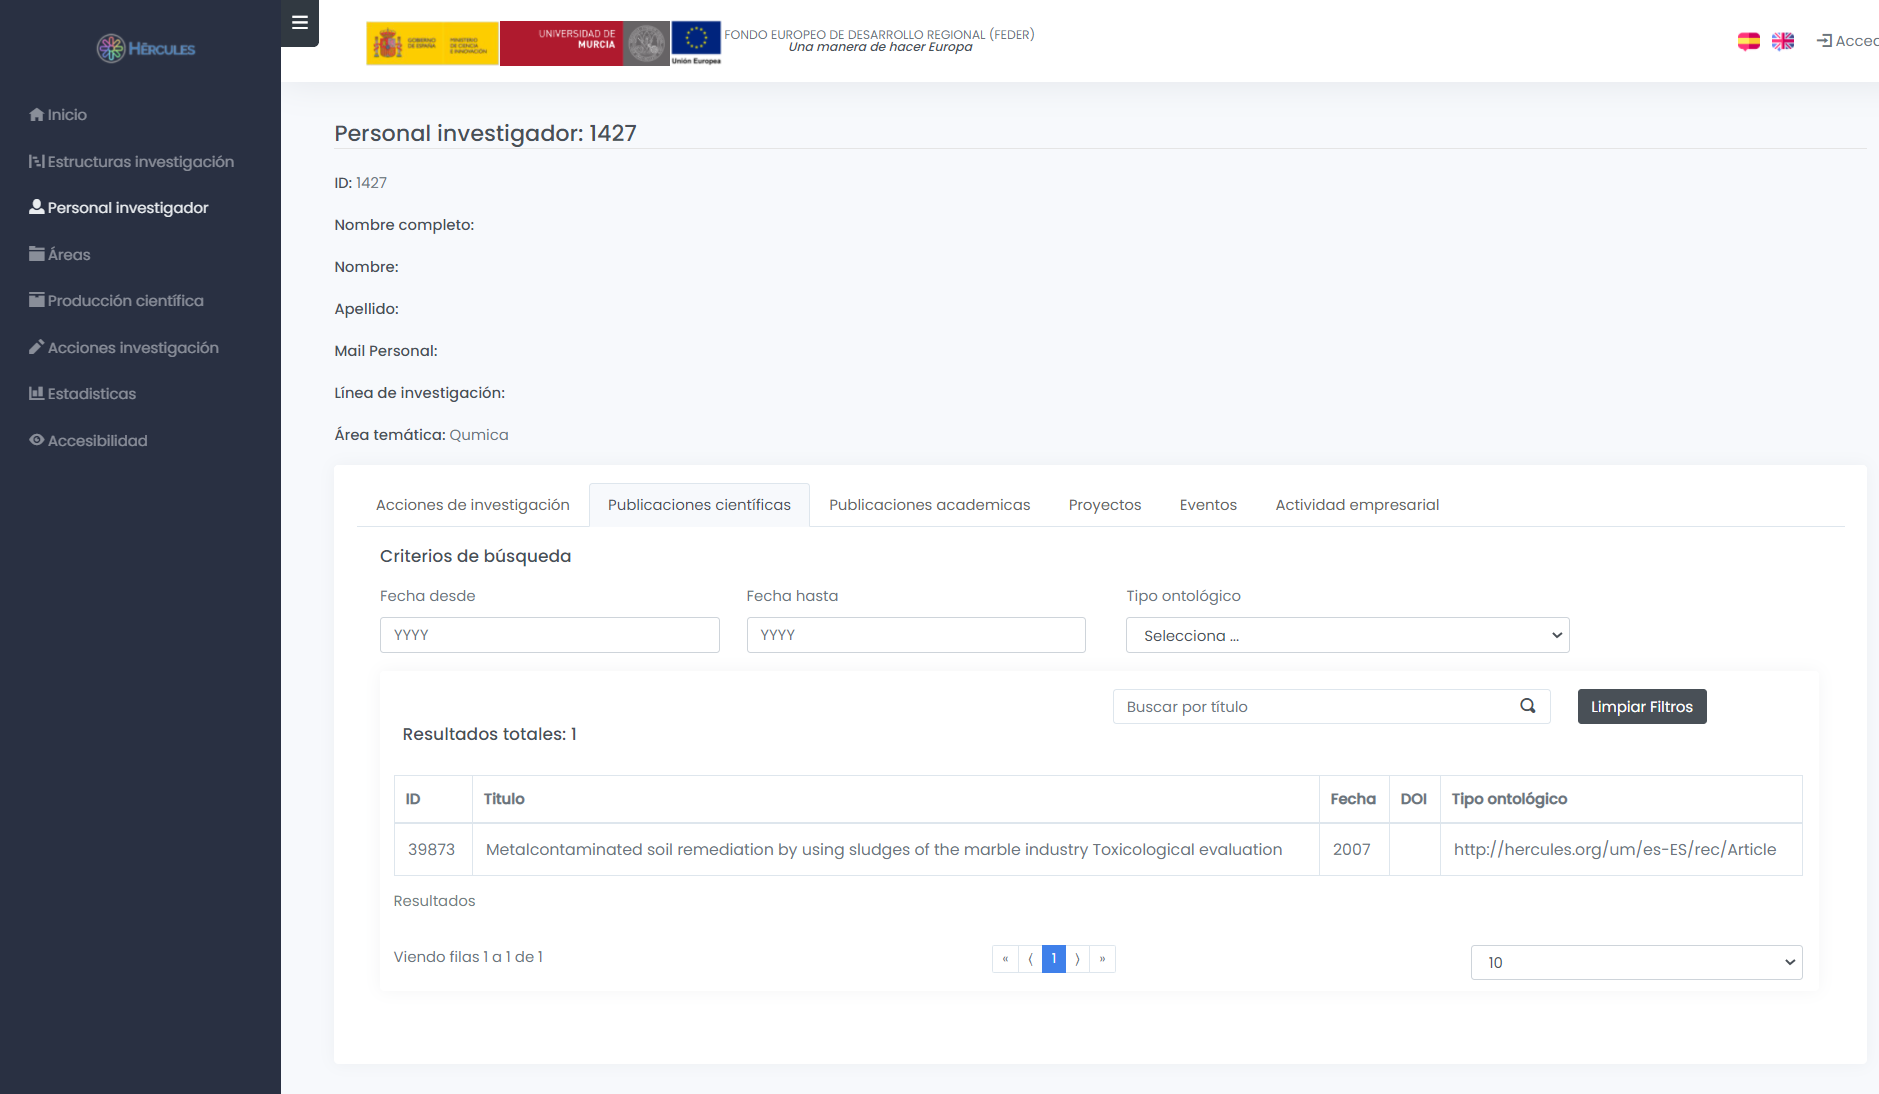 HÉRCULES
Inicio
Estructuras investigación
Personal investigador
Áreas
Producción científica
Acciones investigación
Estadisticas
Accesibilidad
GOBIERNO DE ESPAÑA
MINISTERIO DE CIENCIA E INNOVACIÓN
UNIVERSIDAD DE
MURCIA
Unión Europea
FONDO EUROPEO DE DESARROLLO REGIONAL (FEDER)
Una manera de hacer Europa
Acced
Personal investigador: 1427
ID: 1427
Nombre completo:
Nombre:
Apellido:
Mail Personal:
Línea de investigación:
Área temática: Qumica
Acciones de investigación
Publicaciones científicas
Publicaciones academicas
Proyectos
Eventos
Actividad empresarial
Criterios de búsqueda
Fecha desde
Fecha hasta
Tipo ontológico
YYYY
YYYY
Selecciona ...
Buscar por título
Limpiar Filtros
Resultados totales: 1
ID Titulo Fecha DOI Tipo ontológico
39873 Metalcontaminated soil remediation by using sludges of the marble industry Toxicological evaluation 2007 http://hercules.org/um/es-ES/rec/Article
Resultados
Viendo filas 1 a 1 de 1
« ⟨ 1 ⟩ »
10